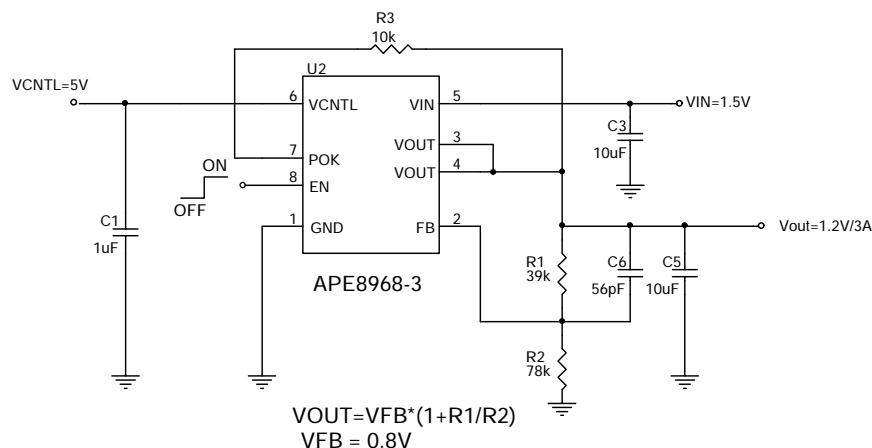 R3
10k
U2
VCNTL=5V
6
VCNTL
VIN
5
VIN=1.5V
VOUT
3
C3
10uF
7
POK
VOUT
4
ON
OFF
8
EN
C1
1uF
1
GND
FB
2
Vout=1.2V/3A
APE8968-3
R1
39k
C6
56pF
C5
10uF
R2
78k
VOUT=VFB*(1+R1/R2)
VFB = 0.8V